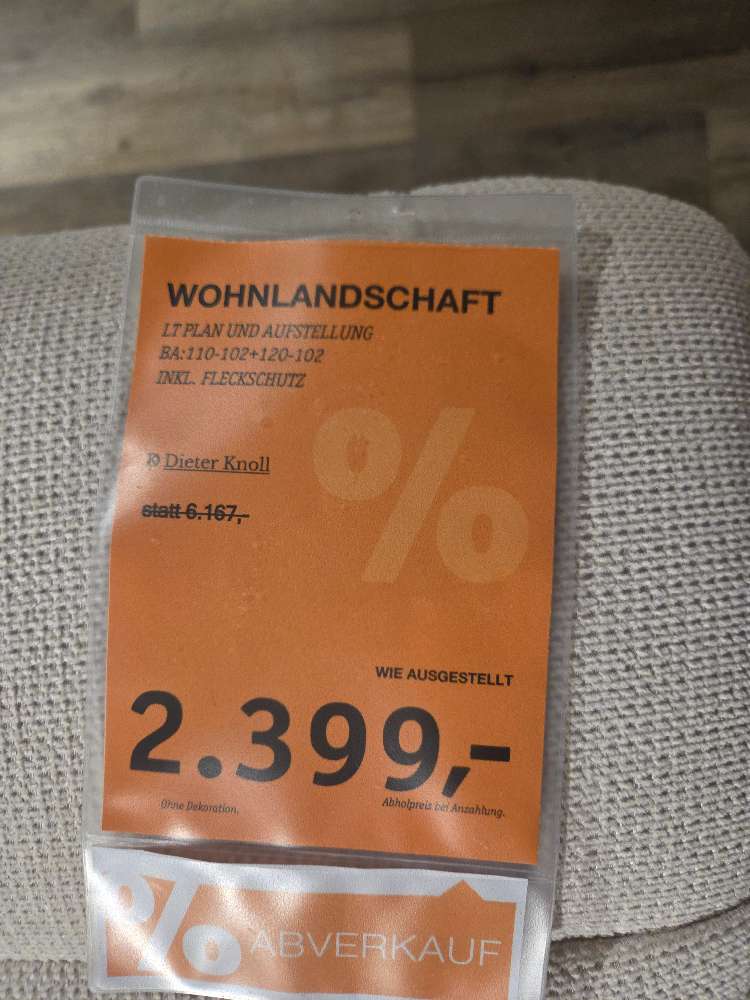 WOHNLANDSCHAFT
LT PLAN UND AUFSTELLUNG
BA:110-102+120-102
INKL. FLECKSCHUTZ
Dieter Knoll
statt 6.167,-
%
WIE AUSGESTELLT
2.399,-
Ohne Dekoration.
Abholpreis bei Anzahlung.
% ABVERKAUF